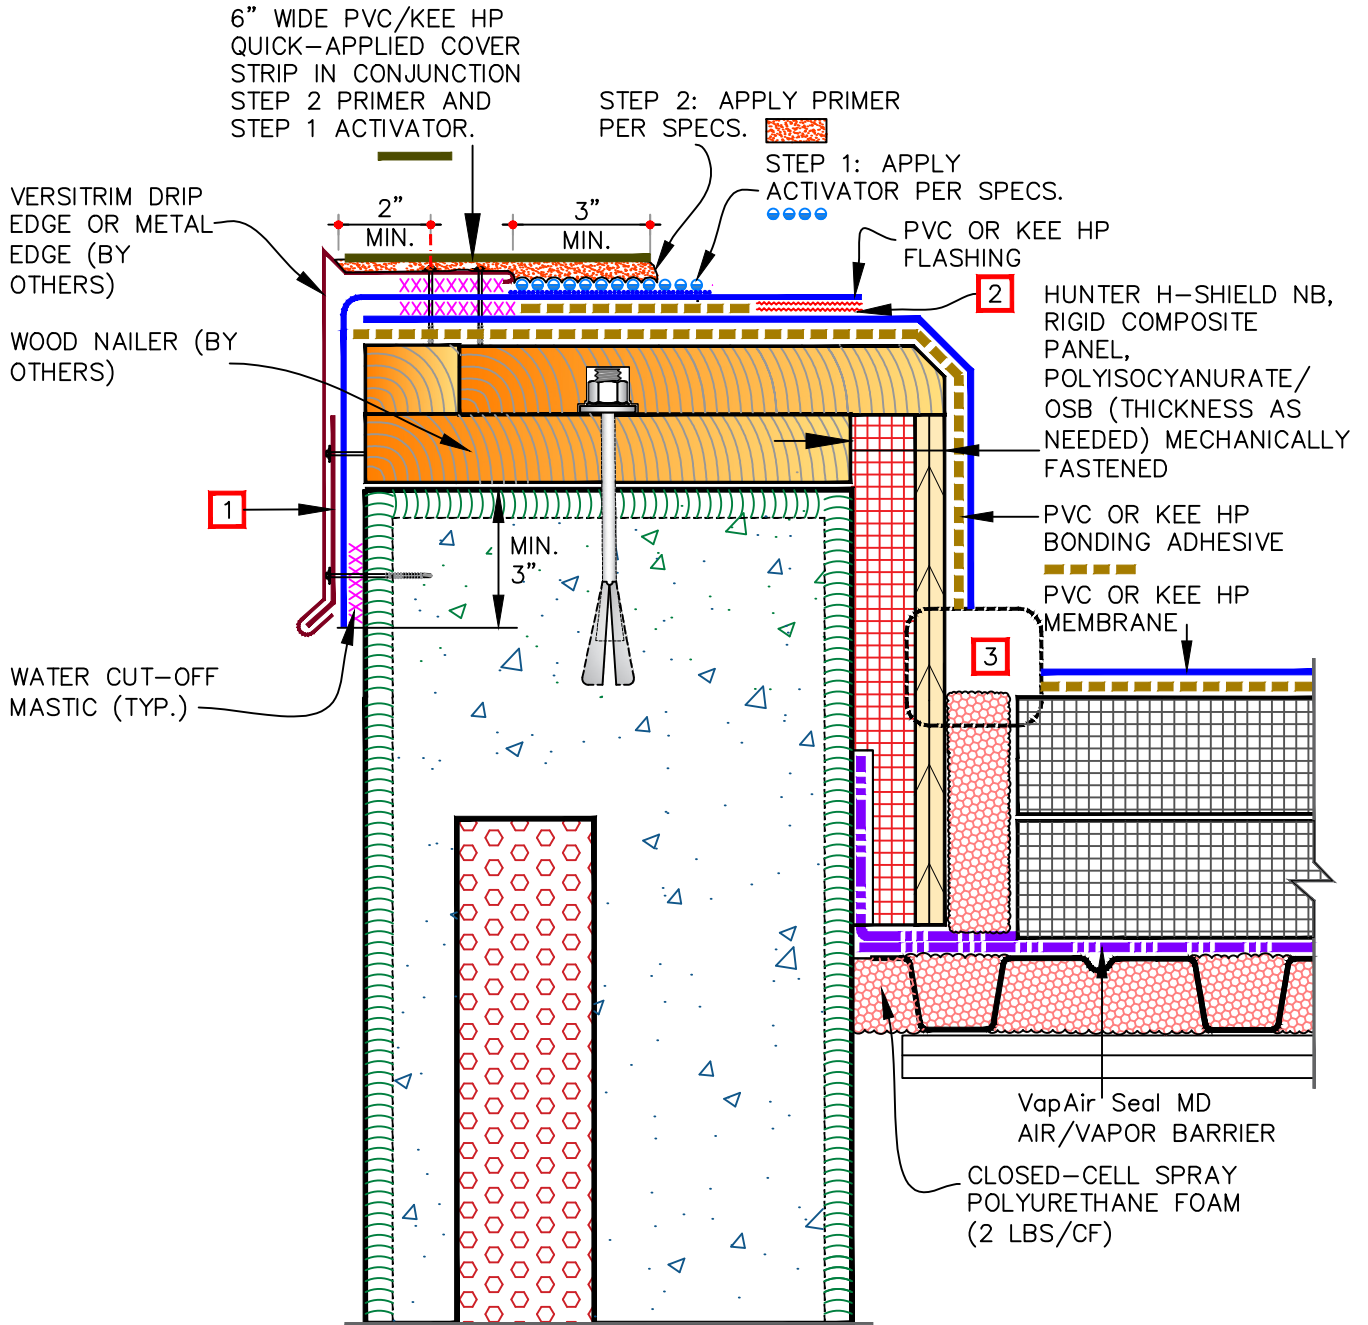 6” WIDE PVC/KEE HP
QUICK-APPLIED COVER
STRIP IN CONJUNCTION
STEP 2 PRIMER AND
STEP 1 ACTIVATOR.
STEP 2: APPLY PRIMER
PER SPECS.
STEP 1: APPLY
ACTIVATOR PER SPECS.
VERSITRIM DRIP
EDGE OR METAL
EDGE (BY
OTHERS)
2”
MIN.
3”
MIN.
PVC OR KEE HP
FLASHING
2
HUNTER H-SHIELD NB,
RIGID COMPOSITE
PANEL,
POLYISOCYANURATE/
OSB (THICKNESS AS
NEEDED) MECHANICALLY
FASTENED
WOOD NAILER (BY
OTHERS)
1
MIN.
3”
PVC OR KEE HP
BONDING ADHESIVE
PVC OR KEE HP
MEMBRANE
3
WATER CUT-OFF
MASTIC (TYP.)
VapAir Seal MD
AIR/VAPOR BARRIER
CLOSED-CELL SPRAY
POLYURETHANE FOAM
(2 LBS/CF)